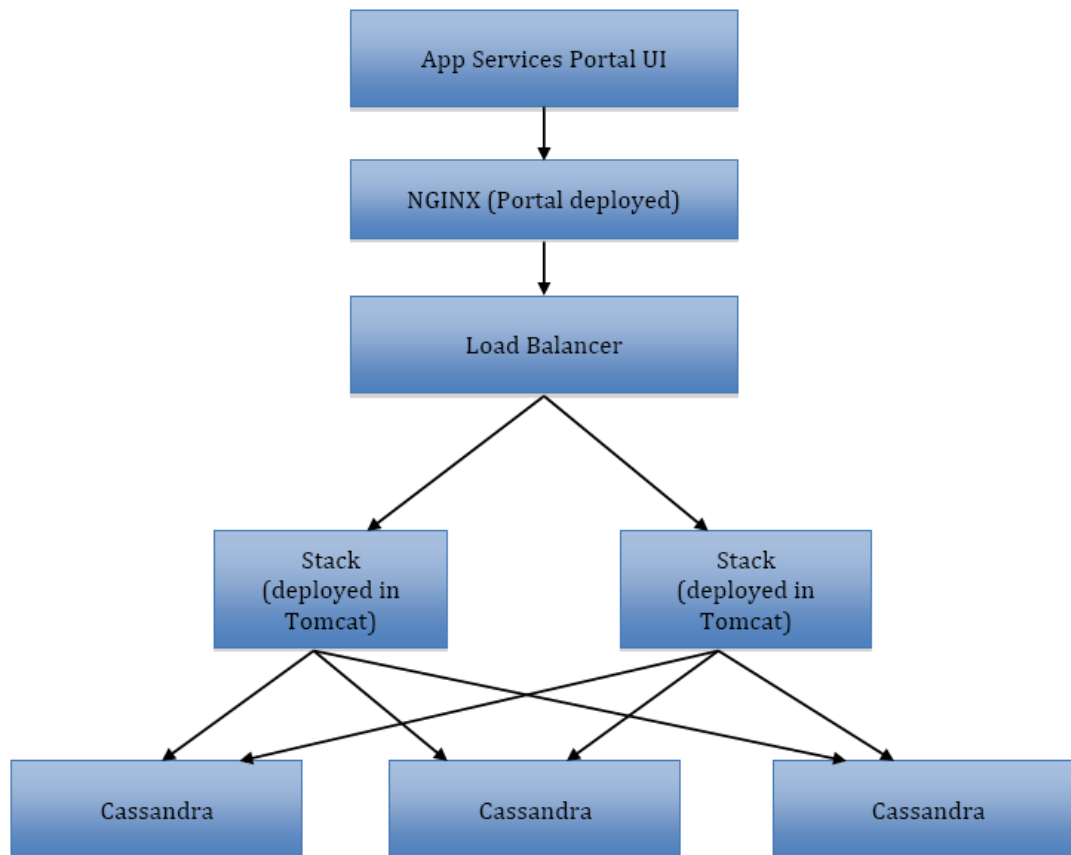 App Services Portal UI
NGINX (Portal deployed)
Load Balancer
Stack
(deployed in
Tomcat)
Stack
(deployed in
Tomcat)
Cassandra
Cassandra
Cassandra